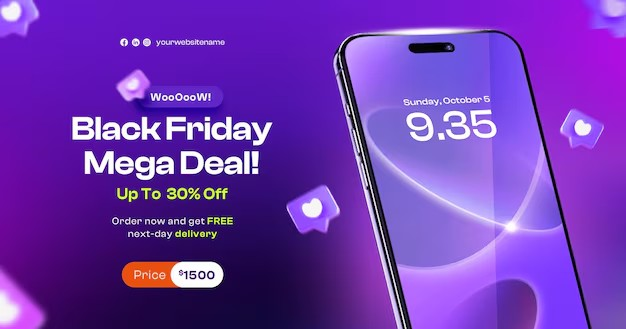 yourwebsitename
WooOooW!
Black Friday
Mega Deal!
Up To 30% Off
Order now and get FREE
next-day delivery
Price $1500
Sunday, October 5
9.35